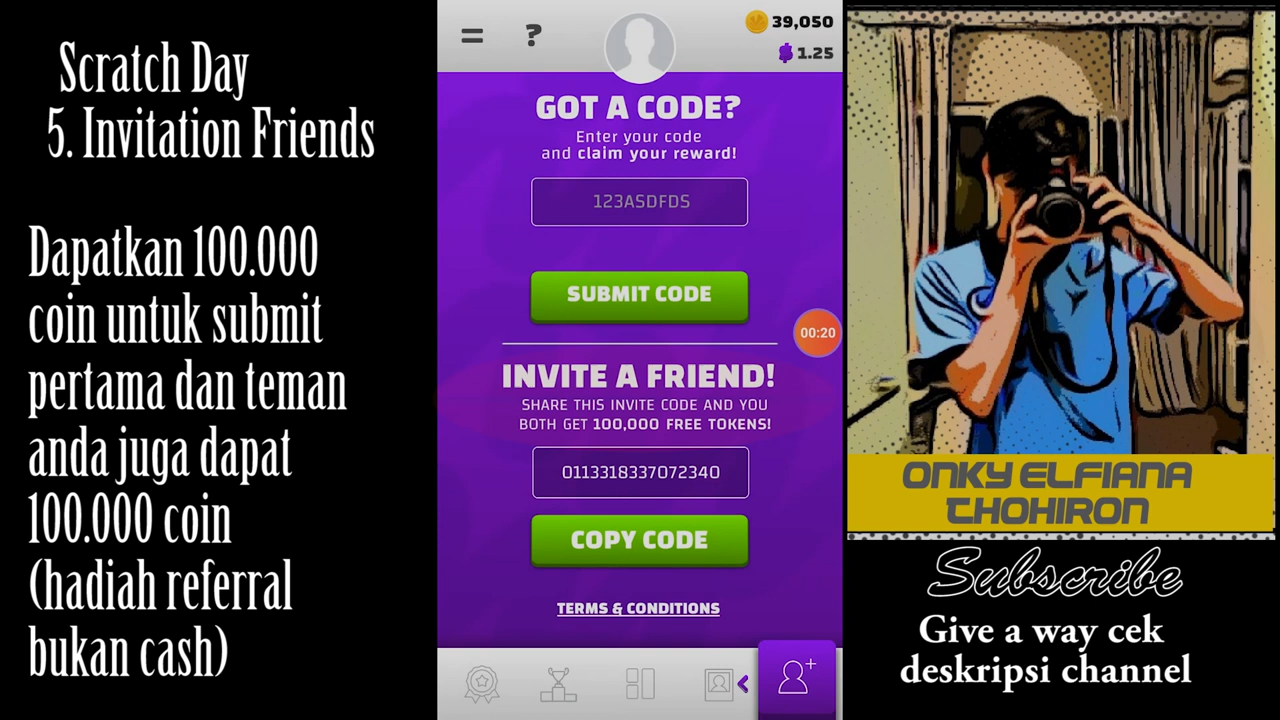 Scratch Day
5. Invitation Friends
Dapatkan 100.000
coin untuk submit
pertama dan teman
anda juga dapat
100.000 coin
(hadiah referral
bukan cash)
?
39,050
1.25
GOT A CODE?
Enter your code
and claim your reward!
123ASDFDS
SUBMIT CODE
00:20
INVITE A FRIEND!
SHARE THIS INVITE CODE AND YOU
BOTH GET 100,000 FREE TOKENS!
0113318337072340
COPY CODE
TERMS & CONDITIONS
ONKY ELFIANA
THOHIRON
Subscribe
Give a way cek
deskripsi channel